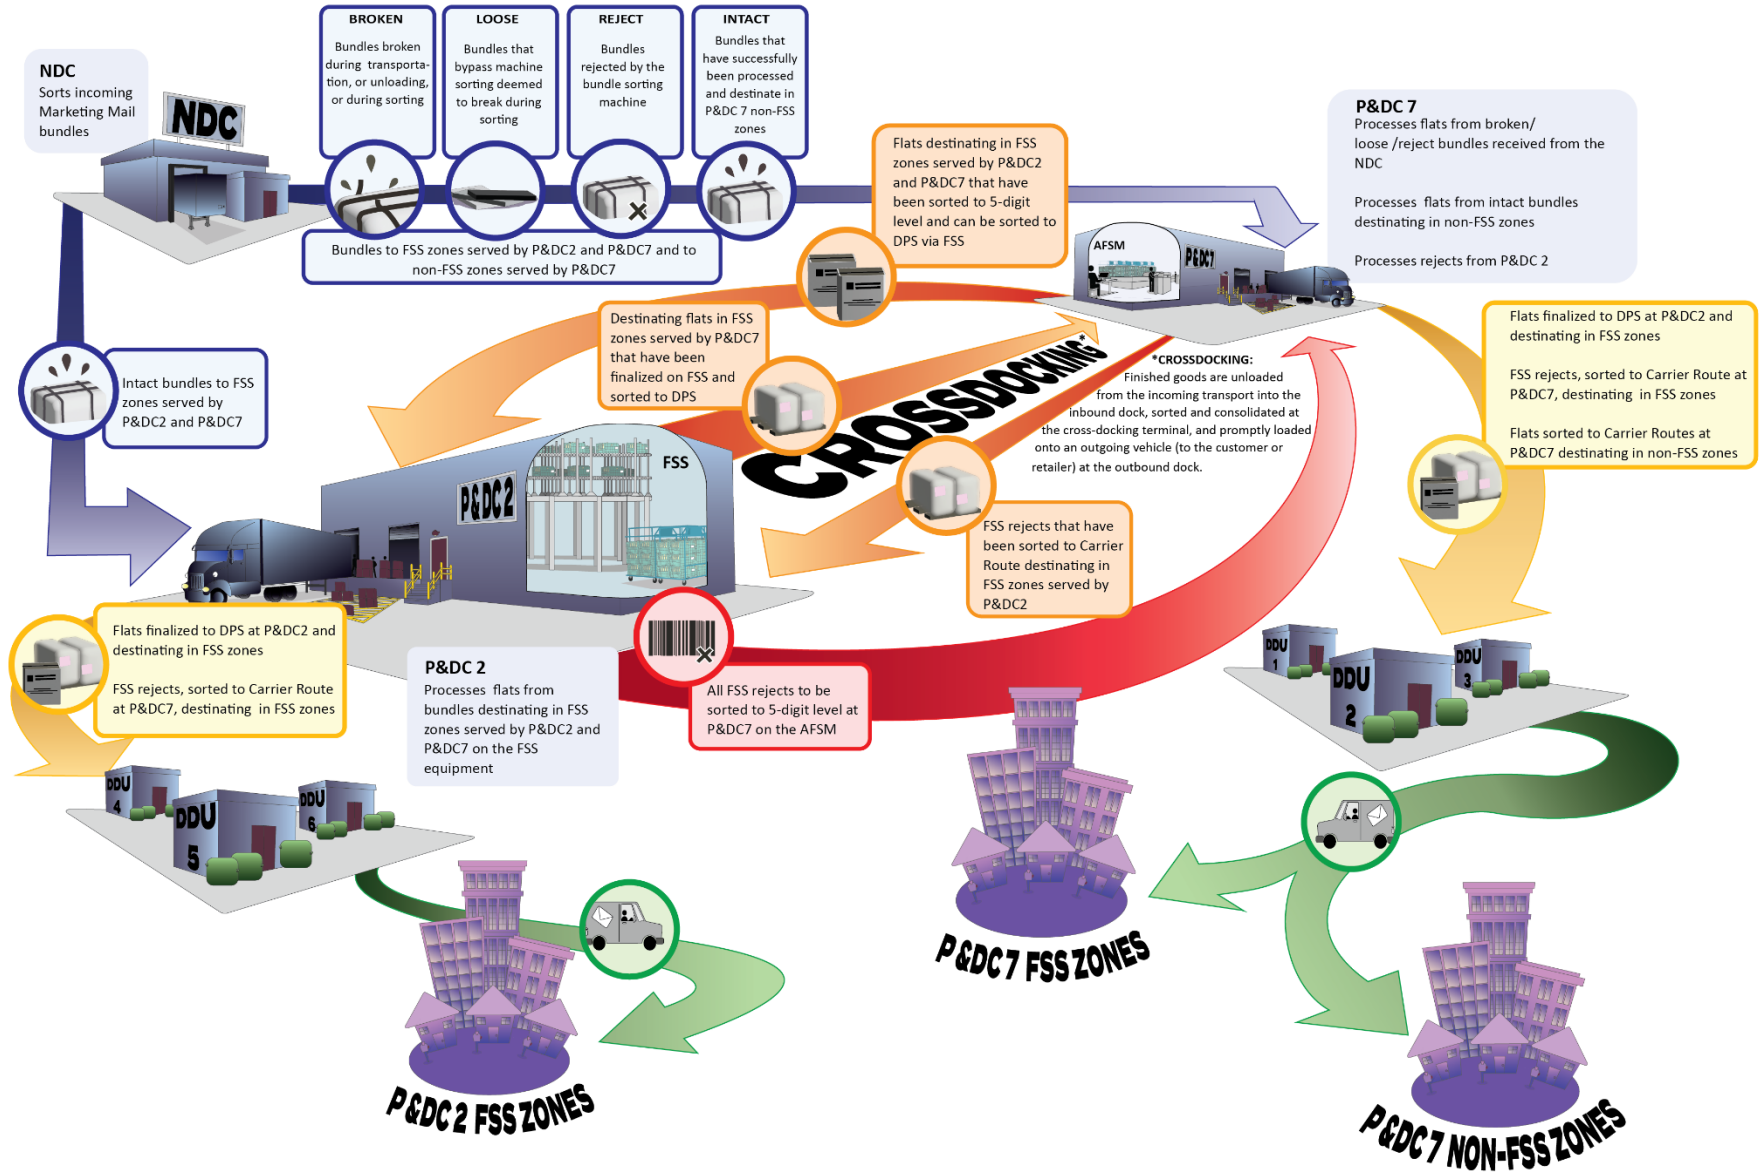 NDC
Sorts incoming
Marketing Mail
bundles
NDC
BROKEN
Bundles broken
during transporta-
tion, or unloading,
or during sorting
LOOSE
Bundles that
bypass machine
sorting deemed
to break during
sorting
REJECT
Bundles
rejected by the
bundle sorting
machine
INTACT
Bundles that
have successfully
been processed
and destinate in
P&DC 7 non-FSS
zones
Bundles to FSS zones served by P&DC2 and P&DC7 and to
non-FSS zones served by P&DC7
Flats destinating in FSS
zones served by P&DC2
and P&DC7 that have
been sorted to 5-digit
level and can be sorted to
DPS via FSS
P&DC 7
Processes flats from broken/
loose /reject bundles received from the
NDC
Processes flats from intact bundles
destinating in non-FSS zones
Processes rejects from P&DC 2
AFSM
P&DC7
Intact bundles to FSS
zones served by
P&DC2 and P&DC7
Destinating flats in FSS
zones served by P&DC7
that have been
finalized on FSS and
sorted to DPS
CROSSDOCKING*
*CROSSDOCKING:
Finished goods are unloaded
from the incoming transport into the
inbound dock, sorted and consolidated at
the cross-docking terminal, and promptly loaded
onto an outgoing vehicle (to the customer or
retailer) at the outbound dock.
Flats finalized to DPS at P&DC2 and
destinating in FSS zones
FSS rejects, sorted to Carrier Route at
P&DC7, destinating in FSS zones
Flats sorted to Carrier Routes at
P&DC7 destinating in non-FSS zones
P&DC 2
FSS
FSS rejects that have
been sorted to Carrier
Route destinating in
FSS zones served by
P&DC2
Flats finalized to DPS at P&DC2 and
destinating in FSS zones
FSS rejects, sorted to Carrier Route
at P&DC7, destinating in FSS zones
P&DC 2
Processes flats from
bundles destinating in FSS
zones served by P&DC2 and
P&DC7 on the FSS
equipment
All FSS rejects to be
sorted to 5-digit level at
P&DC7 on the AFSM
DDU
1
DDU
2
DDU
3
DDU
4
DDU
5
DDU
6
P&DC 7 FSS ZONES
P&DC 2 FSS ZONES
P&DC 7 NON-FSS ZONES